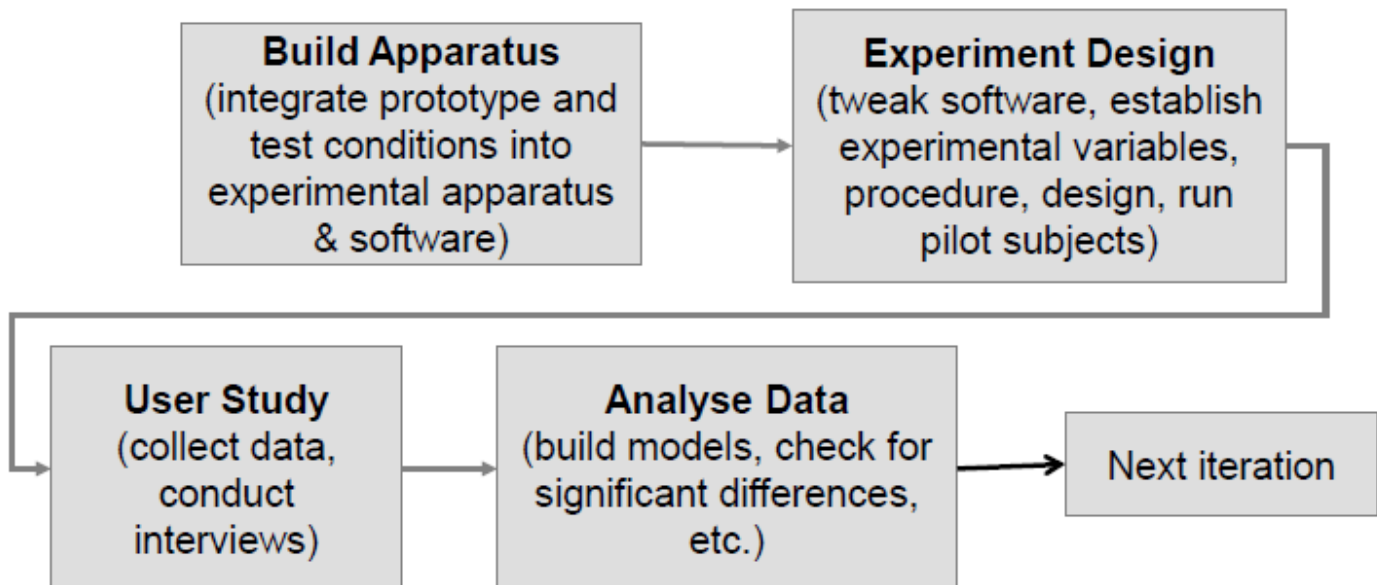 Build Apparatus
(integrate prototype and
test conditions into
experimental apparatus
& software)
Experiment Design
(tweak software, establish
experimental variables,
procedure, design, run
pilot subjects)
User Study
(collect data,
conduct
interviews)
Analyse Data
(build models, check for
significant differences,
etc.)
Next iteration